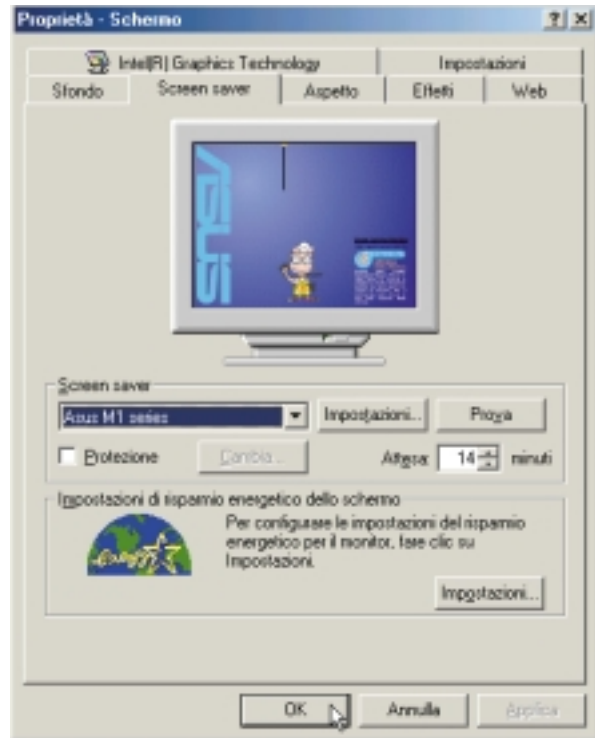 Proprietà - Schermo
Intel(R) Graphics Technology
Impostazioni
Sfondo
Screen saver
Aspetto
Effetti
Web
ASUS
Screen saver
Asus M1 series
Impostazioni...
Prova
Protezione
Cambia...
Attesa:
14
minuti
Impostazioni di risparmio energetico dello schermo
Per configurare le impostazioni del risparmio
energetico per il monitor, fare clic su
Impostazioni.
Impostazioni...
OK
Annulla
Applica